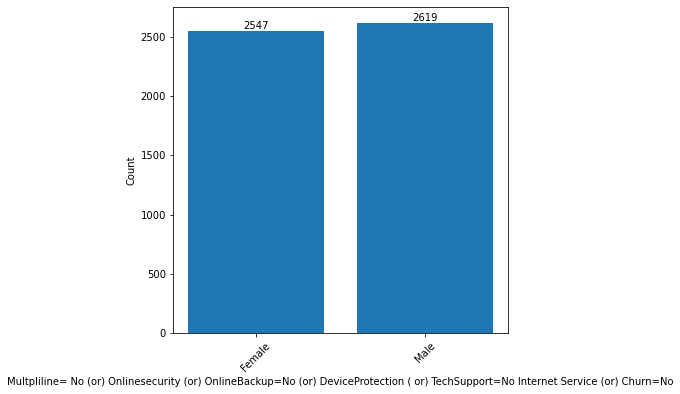 2547
2619
2500
2000
1500
1000
500
0
Count
Female
Male
Multpliline= No (or) Onlinesecurity (or) OnlineBackup=No (or) DeviceProtection ( or) TechSupport=No Internet Service (or) Churn=No